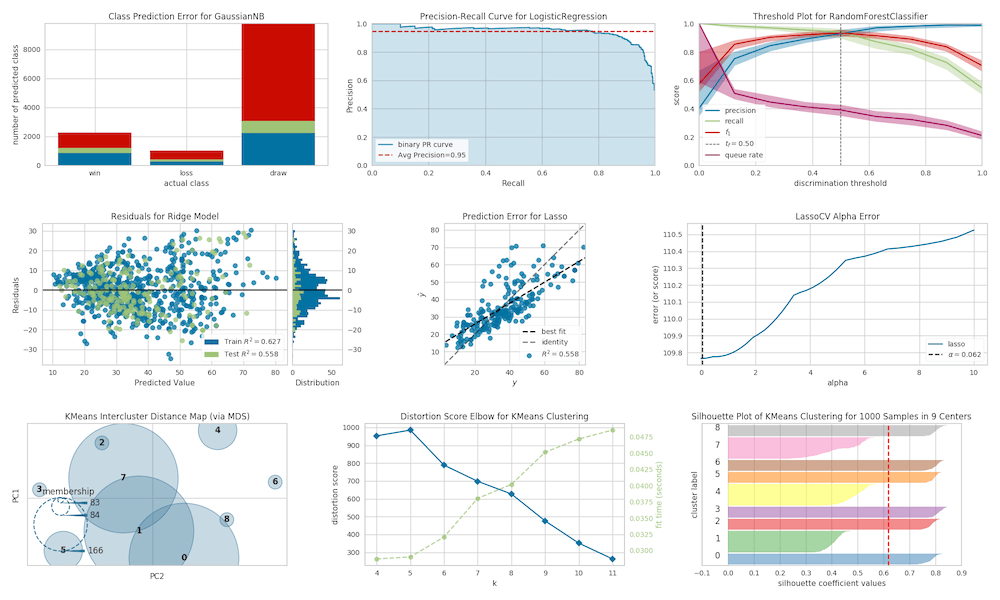 Class Prediction Error for GaussianNB
number of predicted class
8000
6000
4000
2000
0
win loss draw
actual class
Precision-Recall Curve for LogisticRegression
Precision
1.0
0.8
0.6
0.4
0.2
0.0
binary PR curve
Avg Precision=0.95
0.0 0.2 0.4 0.6 0.8 1.0
Recall
Threshold Plot for RandomForestClassifier
score
1.0
0.8
0.6
0.4
0.2
0.0
precision
recall
f₁
tᵣ = 0.50
queue rate
0.0 0.2 0.4 0.6 0.8 1.0
discrimination threshold
Residuals for Ridge Model
Residuals
30
20
10
0
−10
−20
−30
Train R² = 0.627
Test R² = 0.558
10 20 30 40 50 60 70 80
Predicted Value
30
20
10
0
−10
−20
−30
50
Distribution
Prediction Error for Lasso
ŷ
80
70
60
50
40
30
20
10
best fit
identity
R² = 0.558
20 40 60 80
y
LassoCV Alpha Error
error (or score)
110.5
110.3
110.2
110.1
110.0
109.9
109.8
lasso
α = 0.062
0 2 4 6 8 10
alpha
KMeans Intercluster Distance Map (via MDS)
PC1
4
2
7
6
3
membership
83
84
8
1
5
166
0
PC2
Distortion Score Elbow for KMeans Clustering
distortion score
1000
900
800
700
600
500
400
300
0.0475
0.0450
0.0425
0.0400
0.0375
0.0350
0.0325
0.0300
fit time (seconds)
4 5 6 7 8 9 10 11
k
Silhouette Plot of KMeans Clustering for 1000 Samples in 9 Centers
cluster label
8
7
6
5
4
3
2
1
0
−0.1 0.0 0.1 0.2 0.3 0.4 0.5 0.6 0.7 0.8 0.9
silhouette coefficient values